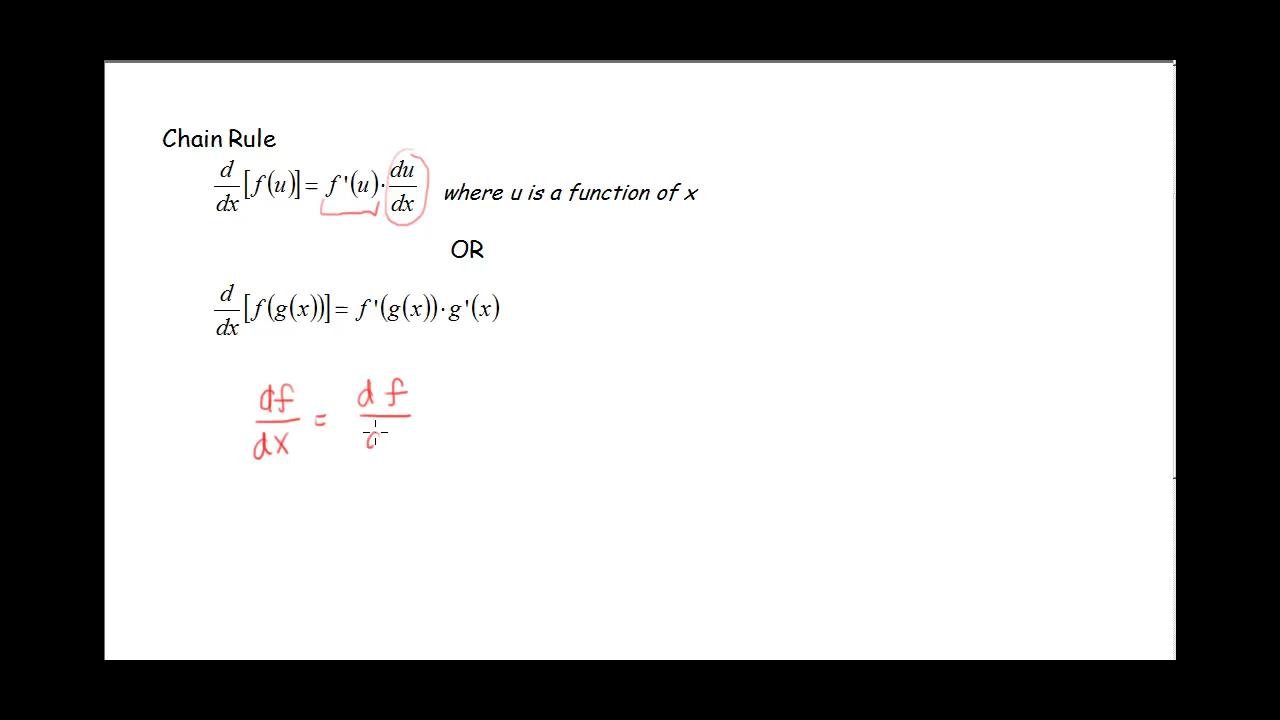 Chain Rule
d/dx [f(u)] = f'(u) · du/dx where u is a function of x
OR
d/dx [f(g(x))] = f'(g(x)) · g'(x)
df/dx = df/